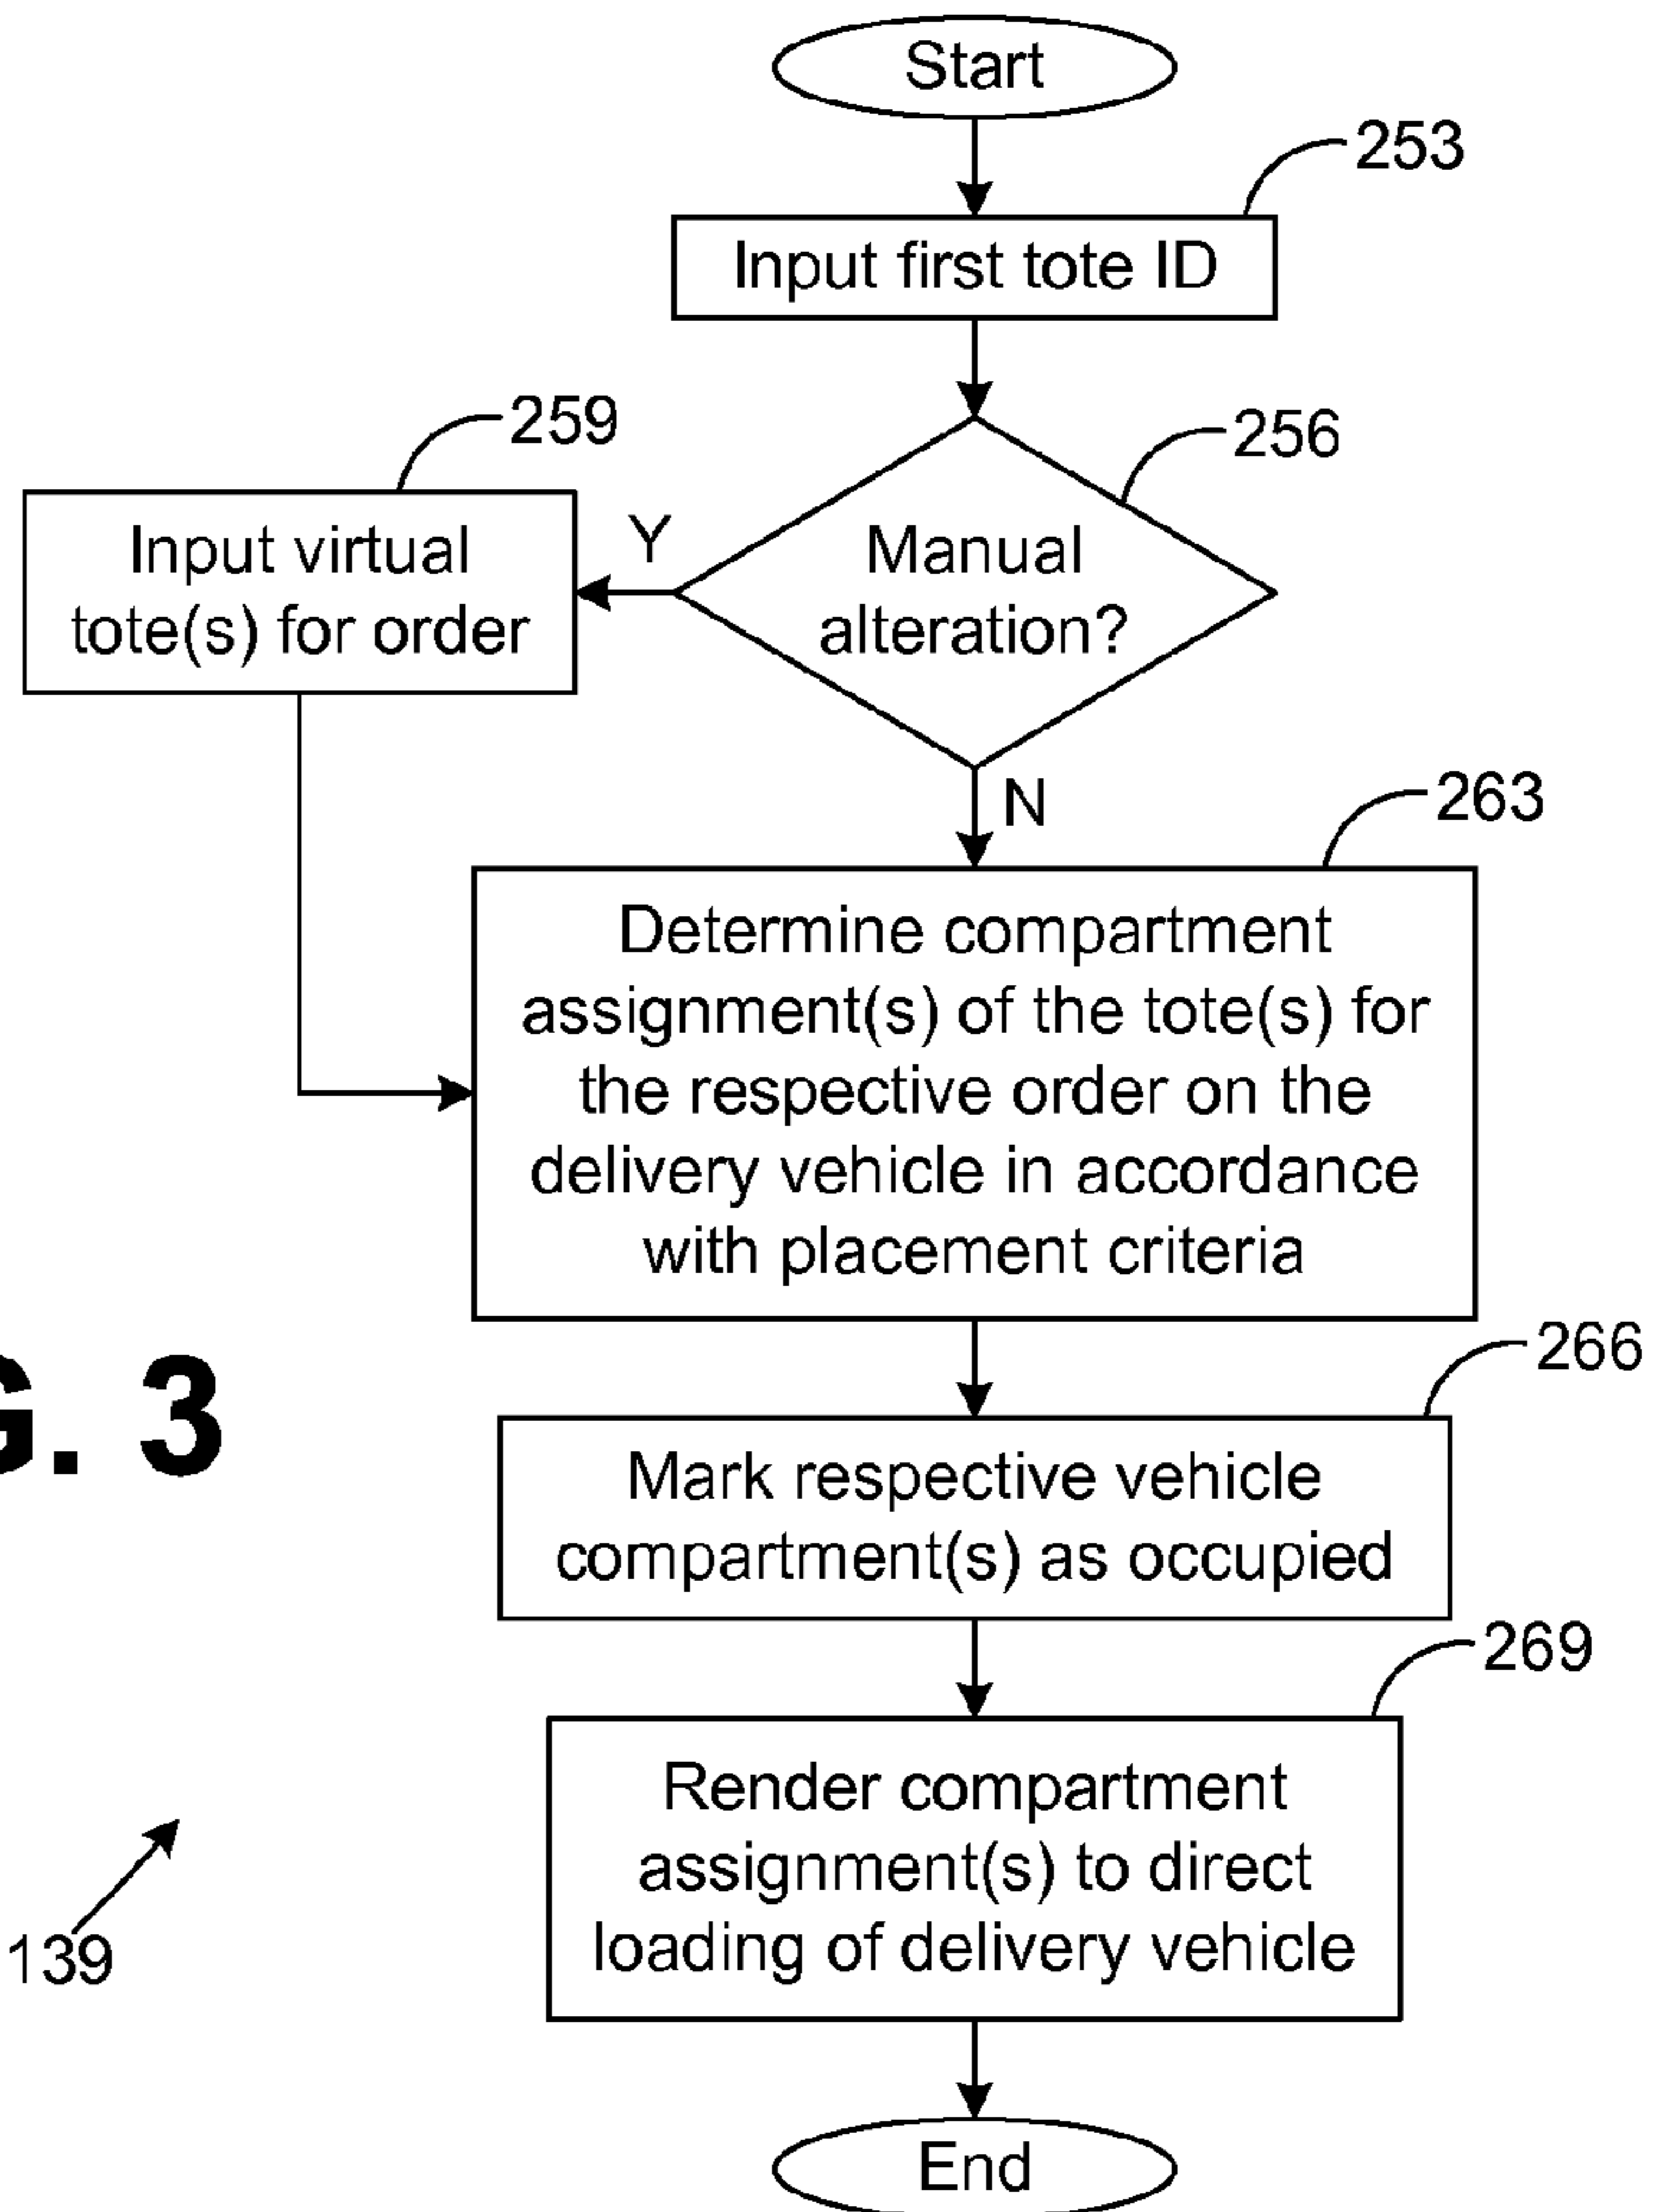 Start
253
Input first tote ID
259
256
Input virtual
tote(s) for order
Y
Manual
alteration?
N
263
Determine compartment
assignment(s) of the tote(s) for
the respective order on the
delivery vehicle in accordance
with placement criteria
266
G. 3
Mark respective vehicle
compartment(s) as occupied
269
Render compartment
assignment(s) to direct
loading of delivery vehicle
139
End